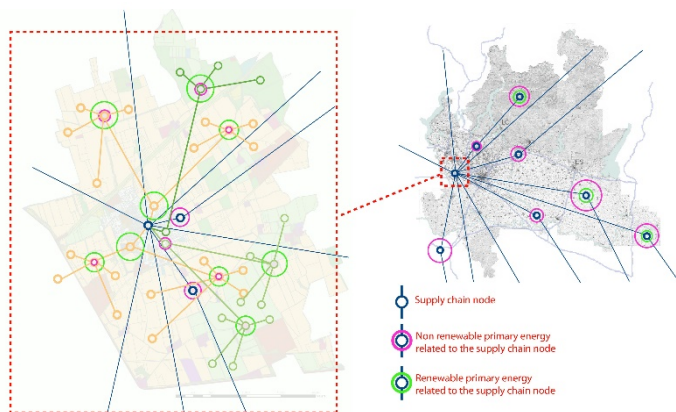 Supply chain node
Non renewable primary energy
related to the supply chain node
Renewable primary energy
related to the supply chain node